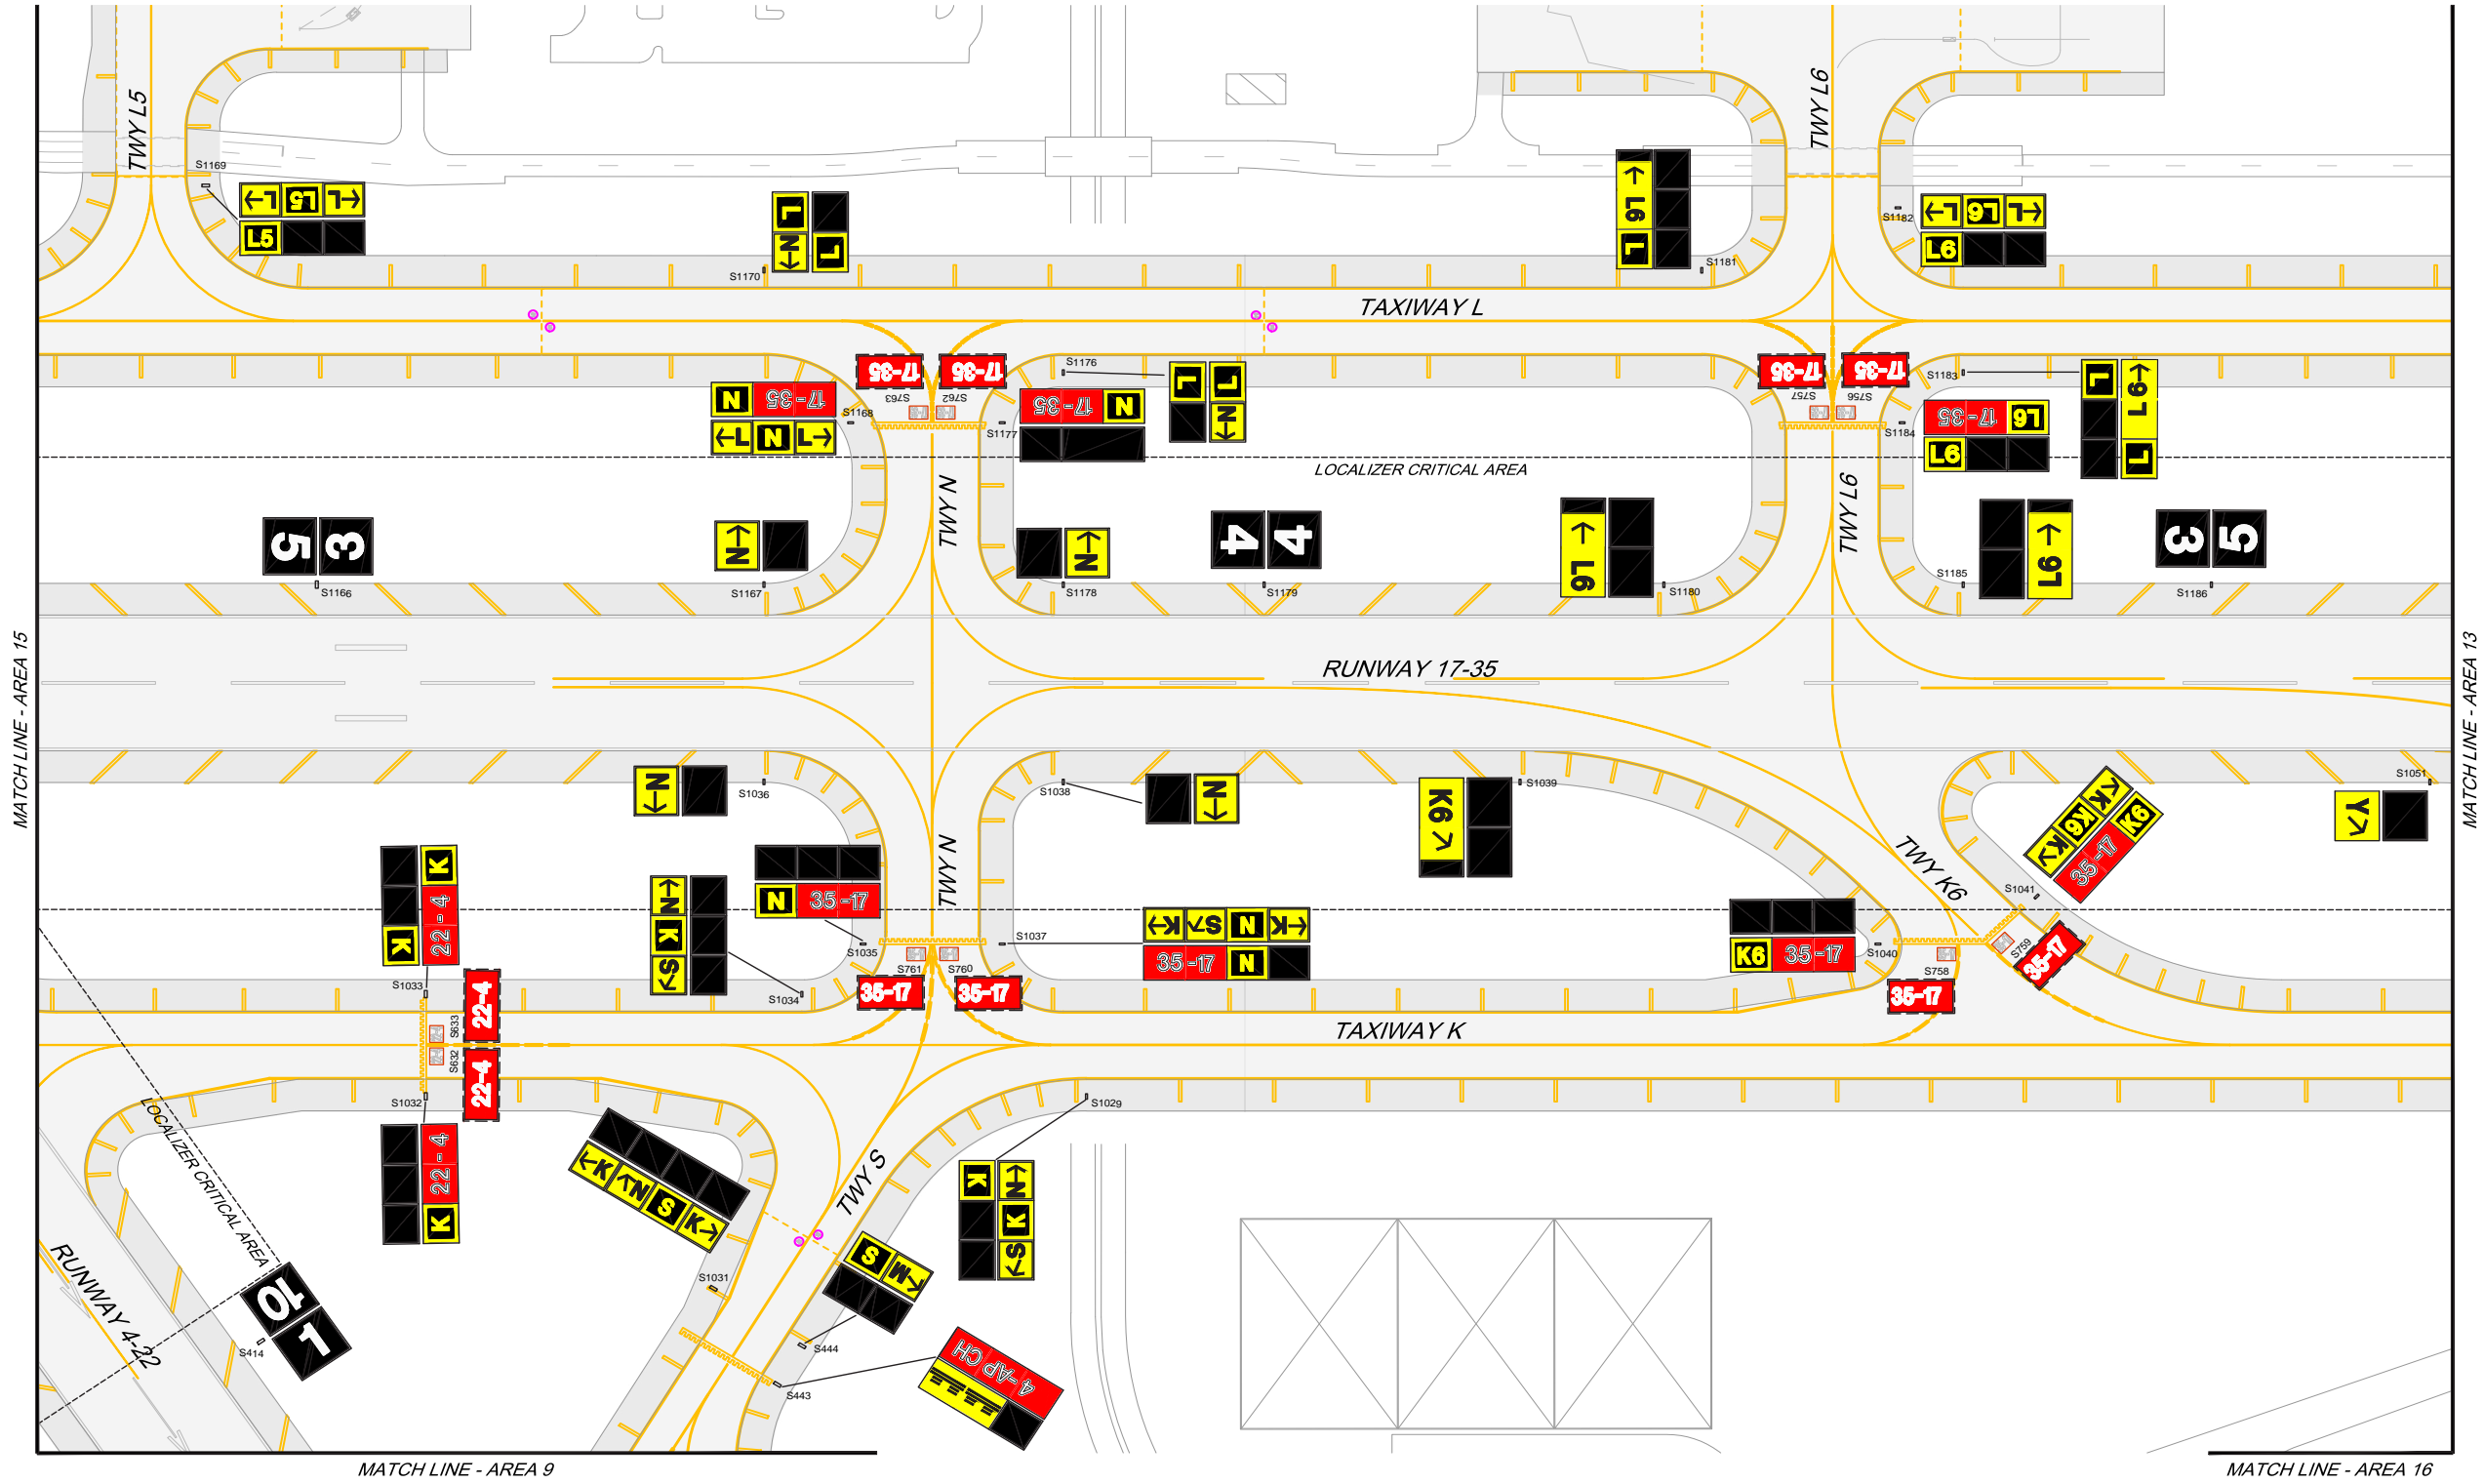 TWY L5
TWY L6
S1169
←L L5 L→
L5
L
N→
L
S1170
← L6 L
S1181
S1182
←L L6 L→
L6
TAXIWAY L
17-35
17-35
S763
S762
S1176
L
L N→
N 17-35
←L N L→
S1168
17-35 N
S1177
17-35
17-35
S757
S756
S1183
L
←L6 L
17-35 L6
L6
S1184
LOCALIZER CRITICAL AREA
TWY N
TWY L6
5 3
S1166
←N
S1167
←N
S1178
4 4
S1179
← L6
S1180
L6→
S1185
3 5
S1186
MATCH LINE - AREA 15
MATCH LINE - AREA 13
RUNWAY 17-35
N→
S1036
S1038
N→
K6
S1039
←K K6 K→
35-17 K6
S1041
Y
S1051
TWY N
TWY K6
K
K 22-4
S1033
←N K S
S1034
N 35-17
S1035
←K S N K→
35-17 N
S1037
K6 35-17
S1040
S761
S760
35-17
35-17
S758
35-17
S759
35-17
22-4
S633
S632
22-4
TAXIWAY K
S1032
22-4 K
LOCALIZER CRITICAL AREA
←K N S K→
TWY S
S1029
K
←N K S
S1031
S M
S444
4-APCH
S443
RUNWAY 4-22
10
1
S414
MATCH LINE - AREA 9
MATCH LINE - AREA 16